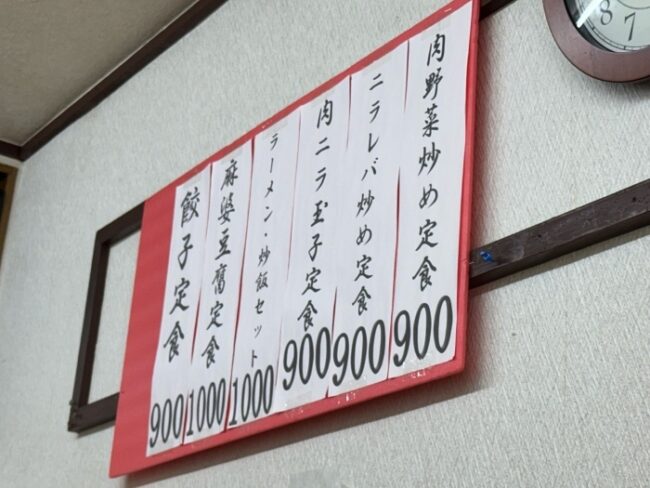 肉野菜炒め定食 900
ニラレバ炒め定食 900
肉ニラ玉子定食 900
ラーメン・炒飯セット 1000
麻婆豆腐定食 1000
餃子定食 900
8
7